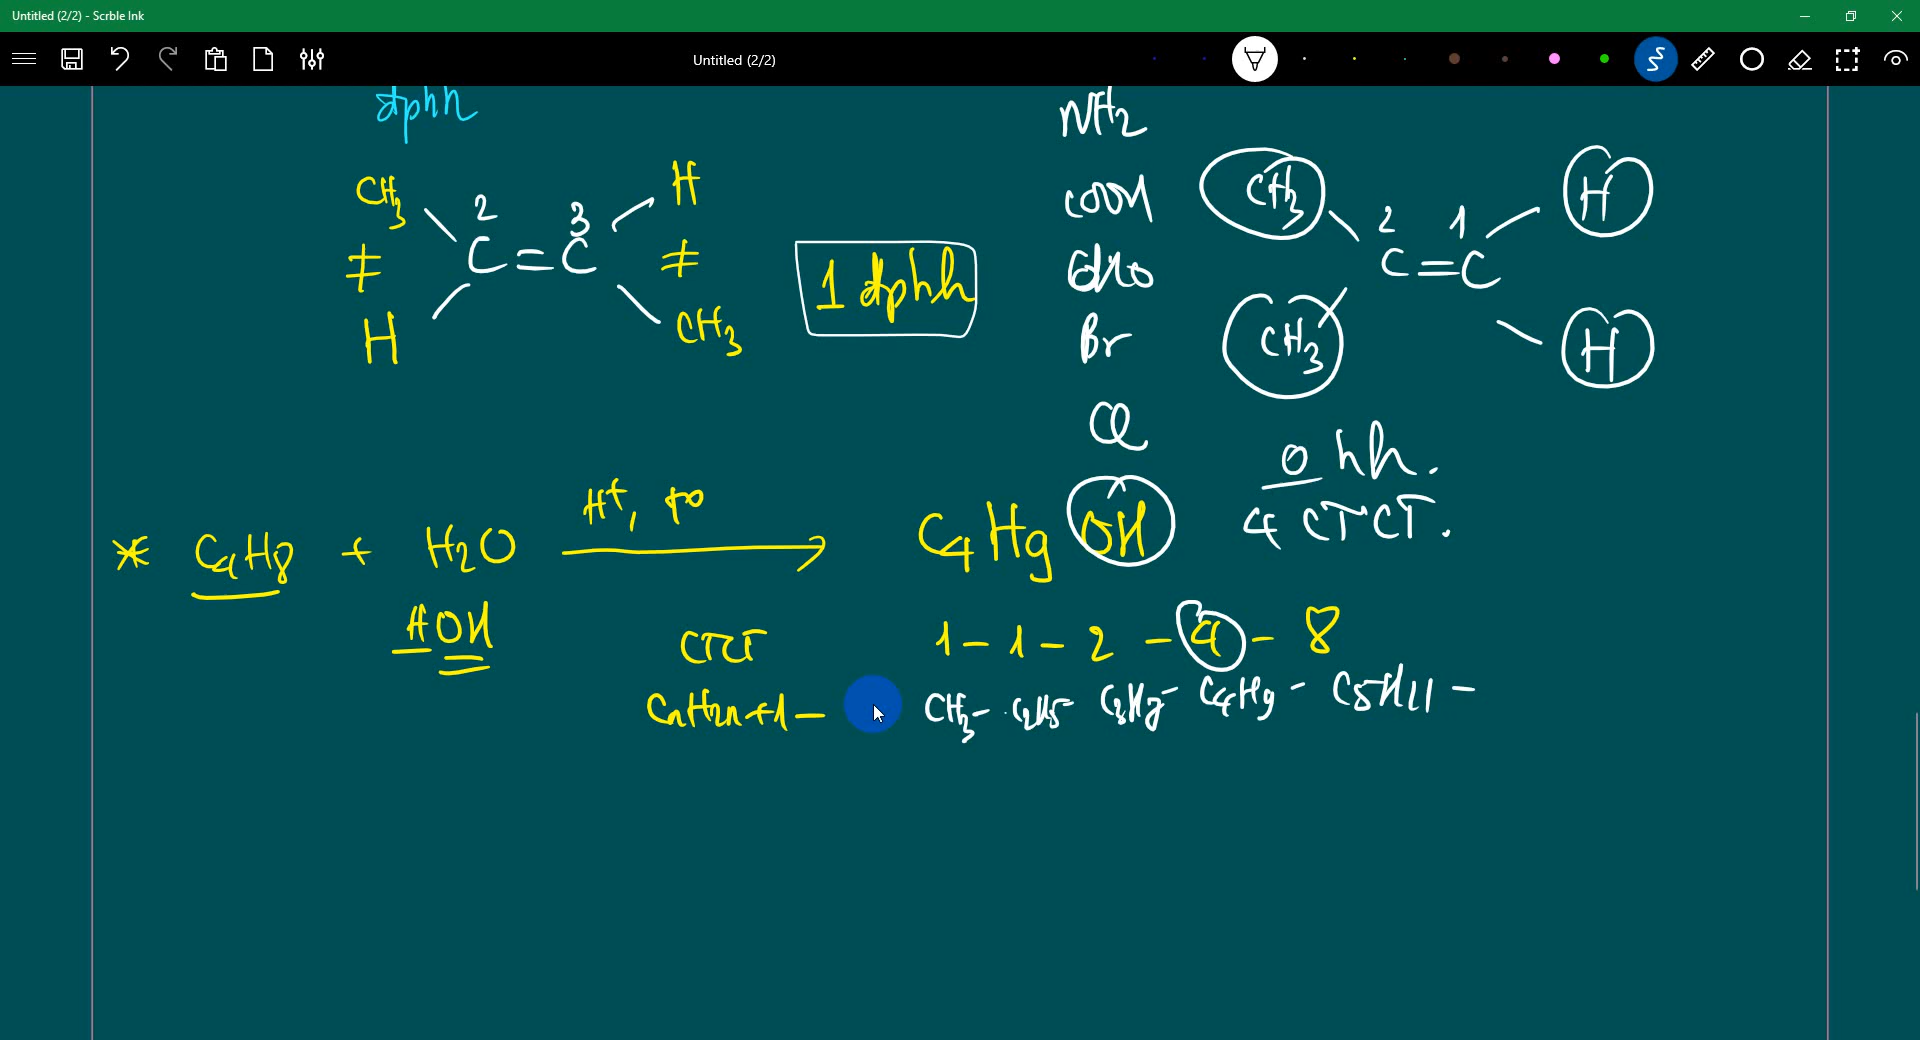 Untitled (2/2) - Scrble Ink
Untitled (2/2)
đphh
CH3 H
2 3
C = C
≠ ≠
H CH3
1 đphh
NH2
COOH
CHO
Br
Cl
OH
CH3 H
2 1
C = C
CH3 H
0 hh.
4 CTCT.
* C4H8 + H2O H+, to → C4H9 OH
HOH
CTCT 1 - 1 - 2 - 4 - 8
CnH2n+1 - CH3- C2H5- C3H7- C4H9- C5H11-